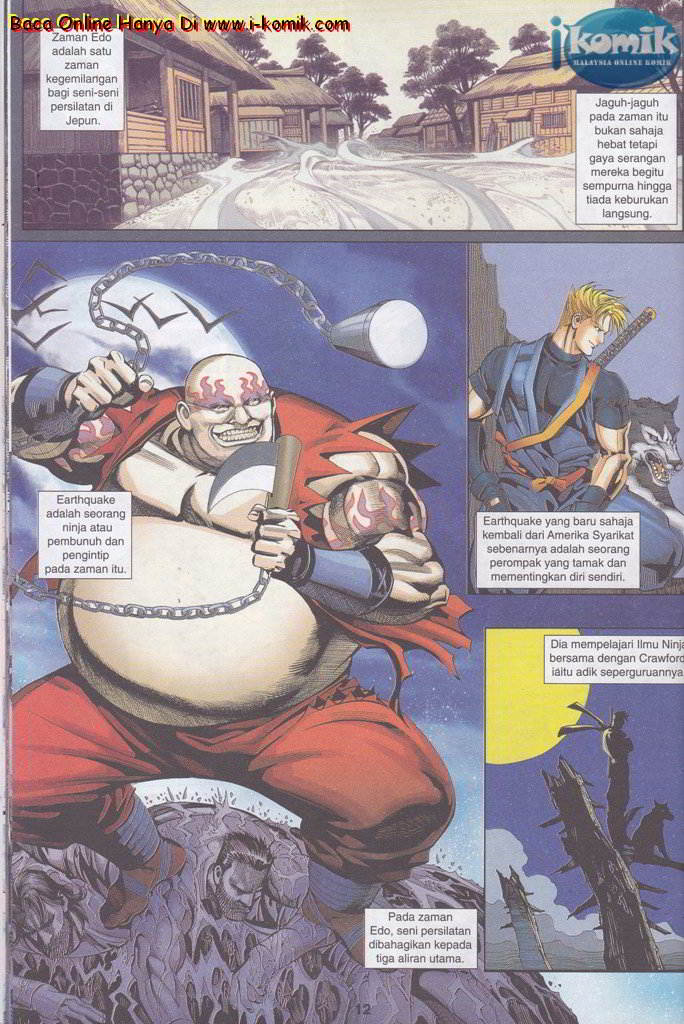 Baca Online Hanya Di www.i-komik.com
ikomik
MALAYSIA ONLINE KOMIK
Zaman Edo
adalah satu
zaman
kegemilangan
bagi seni-seni
persilatan di
Jepun.
Jaguh-jaguh
pada zaman itu
bukan sahaja
hebat tetapi
gaya serangan
mereka begitu
sempurna hingga
tiada keburukan
langsung.
Earthquake
adalah seorang
ninja atau
pembunuh dan
pengintip
pada zaman itu.
Earthquake yang baru sahaja
kembali dari Amerika Syarikat
sebenarnya adalah seorang
perompak yang tamak dan
mementingkan diri sendiri.
Dia mempelajari Ilmu Ninja
bersama dengan Crawford
iaitu adik seperguruannya
Pada zaman
Edo, seni persilatan
dibahagikan kepada
tiga aliran utama.
12